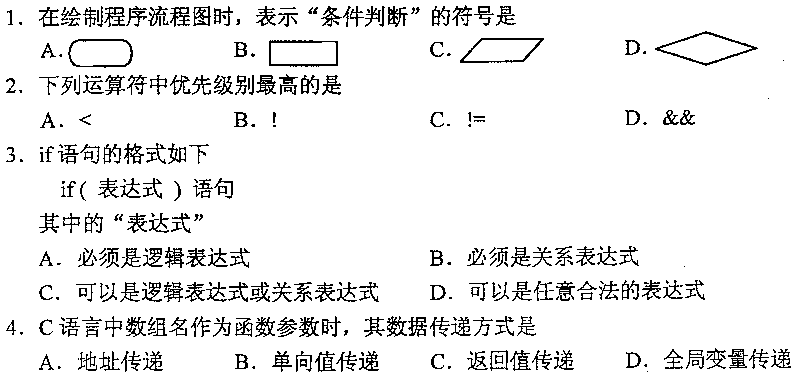 1．在绘制程序流程图时，表示“条件判断”的符号是
A． B． C． D．
2．下列运算符中优先级别最高的是
A．< B．! C．!= D．&&
3．if 语句的格式如下
if ( 表达式 ) 语句
其中的“表达式”
A．必须是逻辑表达式 B．必须是关系表达式
C．可以是逻辑表达式或关系表达式 D．可以是任意合法的表达式
4．C 语言中数组名作为函数参数时，其数据传递方式是
A．地址传递 B．单向值传递 C．返回值传递 D．全局变量传递